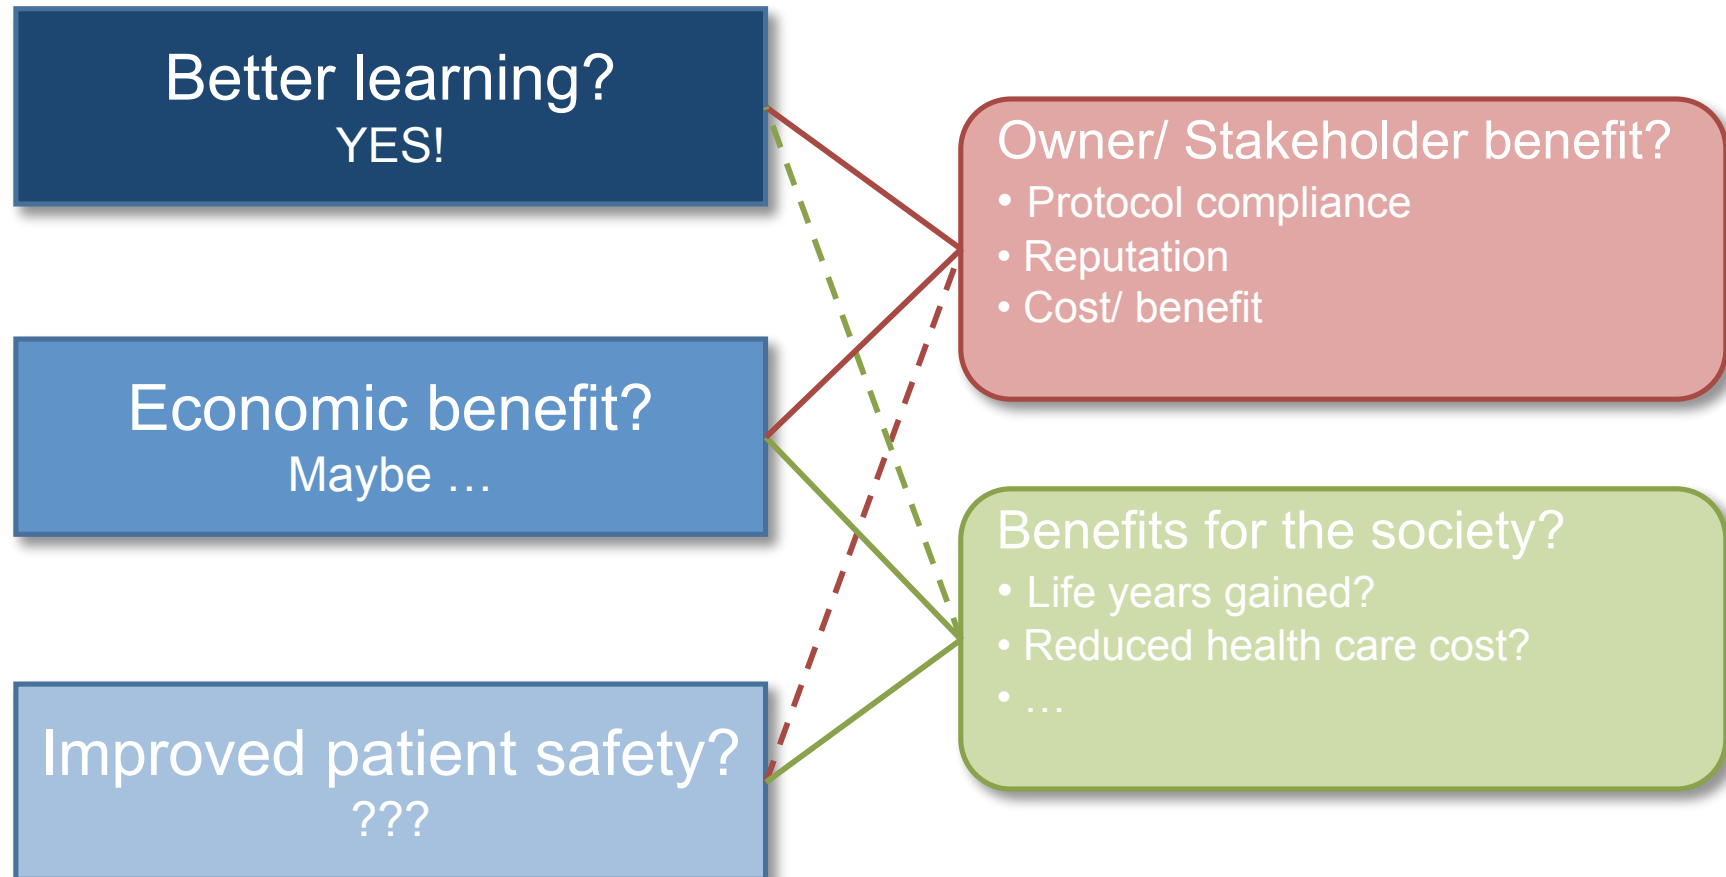 Better learning?
YES!
Economic benefit?
Maybe …
Improved patient safety?
???
Owner/ Stakeholder benefit?
• Protocol compliance
• Reputation
• Cost/ benefit
Benefits for the society?
• Life years gained?
• Reduced health care cost?
• …